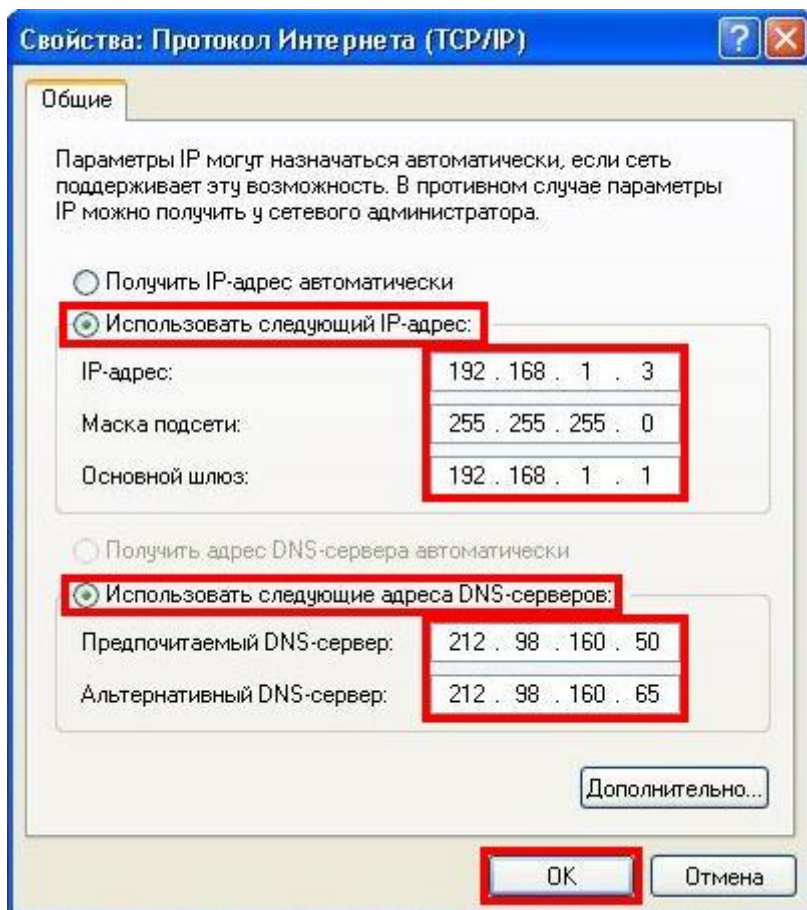 Свойства: Протокол Интернета (TCP/IP)
Общие
Параметры IP могут назначаться автоматически, если сеть
поддерживает эту возможность. В противном случае параметры
IP можно получить у сетевого администратора.
Получить IP-адрес автоматически
Использовать следующий IP-адрес:
IP-адрес: 192 . 168 . 1 . 3
Маска подсети: 255 . 255 . 255 . 0
Основной шлюз: 192 . 168 . 1 . 1
Получить адрес DNS-сервера автоматически
Использовать следующие адреса DNS-серверов:
Предпочитаемый DNS-сервер: 212 . 98 . 160 . 50
Альтернативный DNS-сервер: 212 . 98 . 160 . 65
Дополнительно...
OK Отмена